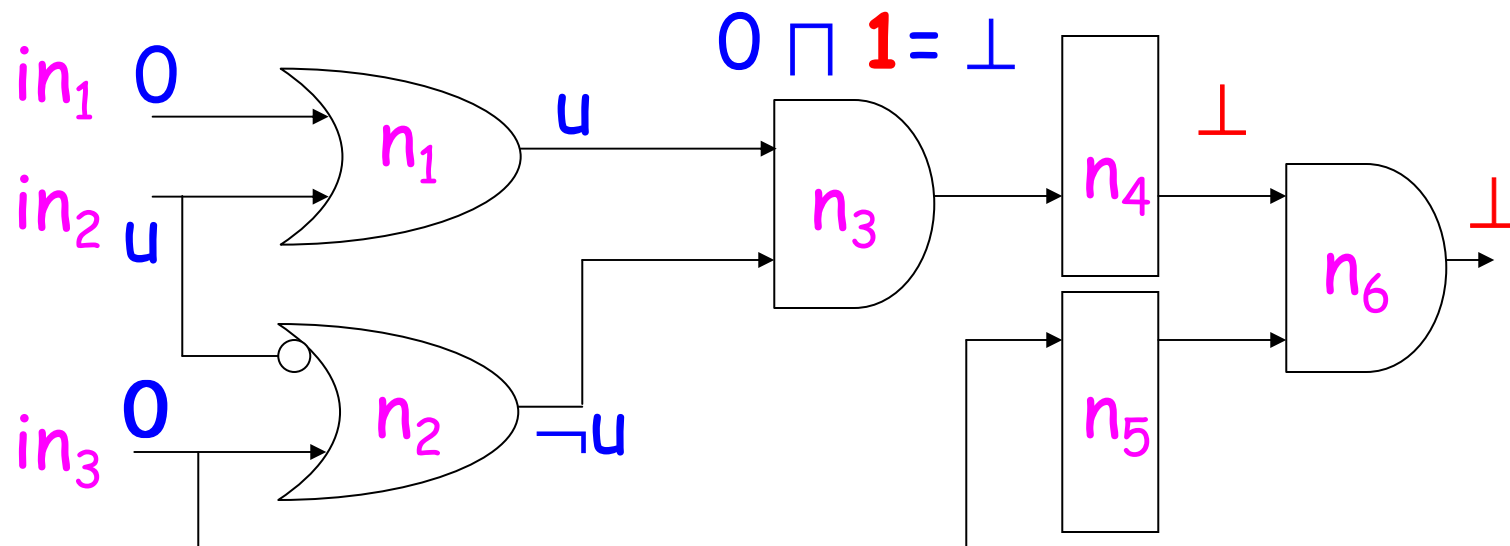 0 ⊓ 1 = ⊥
in₁ 0
n₁
u
in₂ u
n₃
n₄
⊥
n₆
⊥
in₃ 0
n₂
¬u
n₅